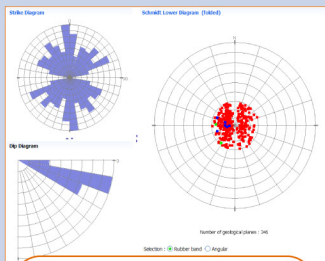 Strike Diagram
Schmidt Lower Diagram (folded)
Dip Diagram
Number of geological planes : 346
Selection : Rubber band Angular